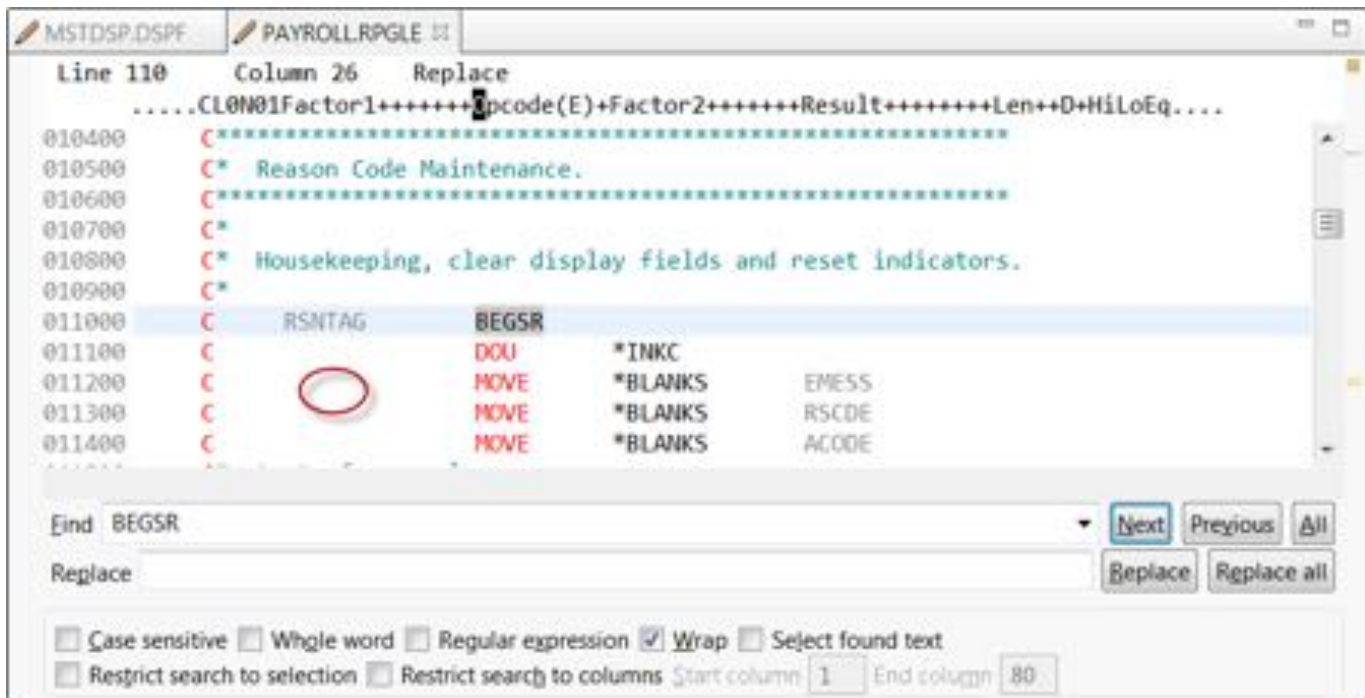 MSTDSP.DSPF PAYROLL.RPGLE
Line 110 Column 26 Replace
.....CL0N01Factor1+++++++Opcode(E)+Factor2+++++++Result++++++++Len++D+HiLoEq....
010400 C***********************************************************
010500 C* Reason Code Maintenance.
010600 C***********************************************************
010700 C*
010800 C* Housekeeping, clear display fields and reset indicators.
010900 C*
011000 C RSNTAG BEGSR
011100 C DOU *INKC
011200 C MOVE *BLANKS EMESS
011300 C MOVE *BLANKS RSCDE
011400 C MOVE *BLANKS ACODE
Find BEGSR Next Previous All
Replace Replace Replace all
Case sensitive Whole word Regular expression Wrap Select found text
Restrict search to selection Restrict search to columns Start column 1 End column 80